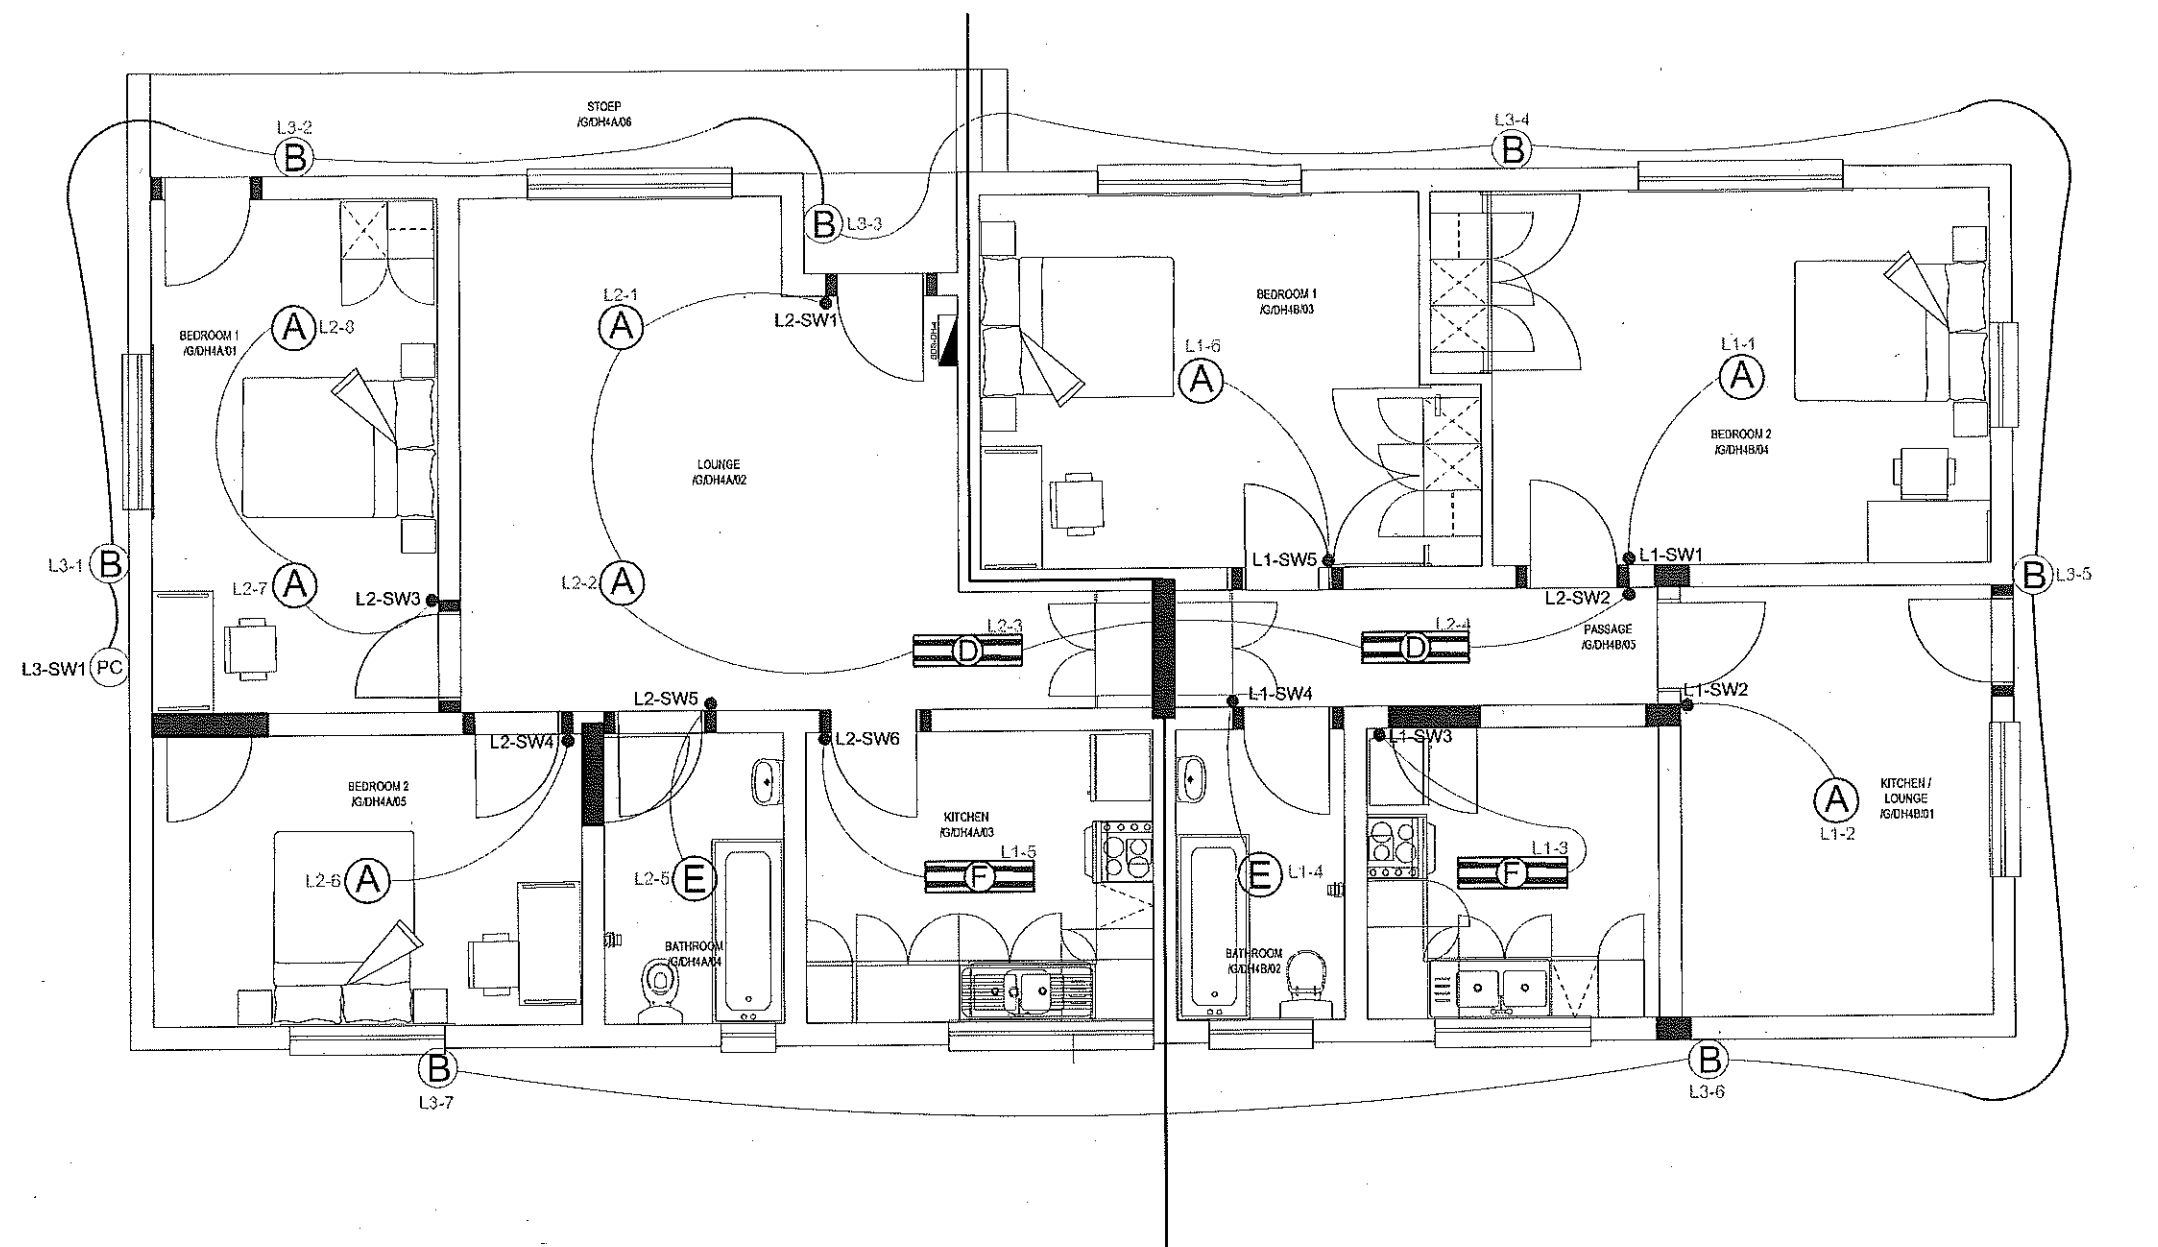 STOEP
/G/DH4A/06
L3-2
B
L3-4
B
B
L3-3
L2-1
A
L2-SW1
BEDROOM 1
/G/DH4A/01
A
L2-8
BEDROOM 1
/G/DH4B/03
L1-6
A
L1-1
A
BEDROOM 2
/G/DH4B/04
LOUNGE
/G/DH4A/02
L3-1
B
L2-7
A
L2-SW3
L2-2
A
L1-SW5
L1-SW1
L2-SW2
B
L3-5
L3-SW1
PC
L2-3
D
L2-4
D
PASSAGE
/G/DH4B/05
L2-SW5
L1-SW4
L1-SW2
L2-SW4
L2-SW6
L1-SW3
BEDROOM 2
/G/DH4A/05
KITCHEN
/G/DH4A/03
KITCHEN /
LOUNGE
/G/DH4B/01
A
L1-2
L2-6
A
L2-5
E
L1-5
F
E
L1-4
L1-3
F
BATHROOM
/G/DH4A/04
BATHROOM
/G/DH4B/02
B
L3-7
B
L3-6